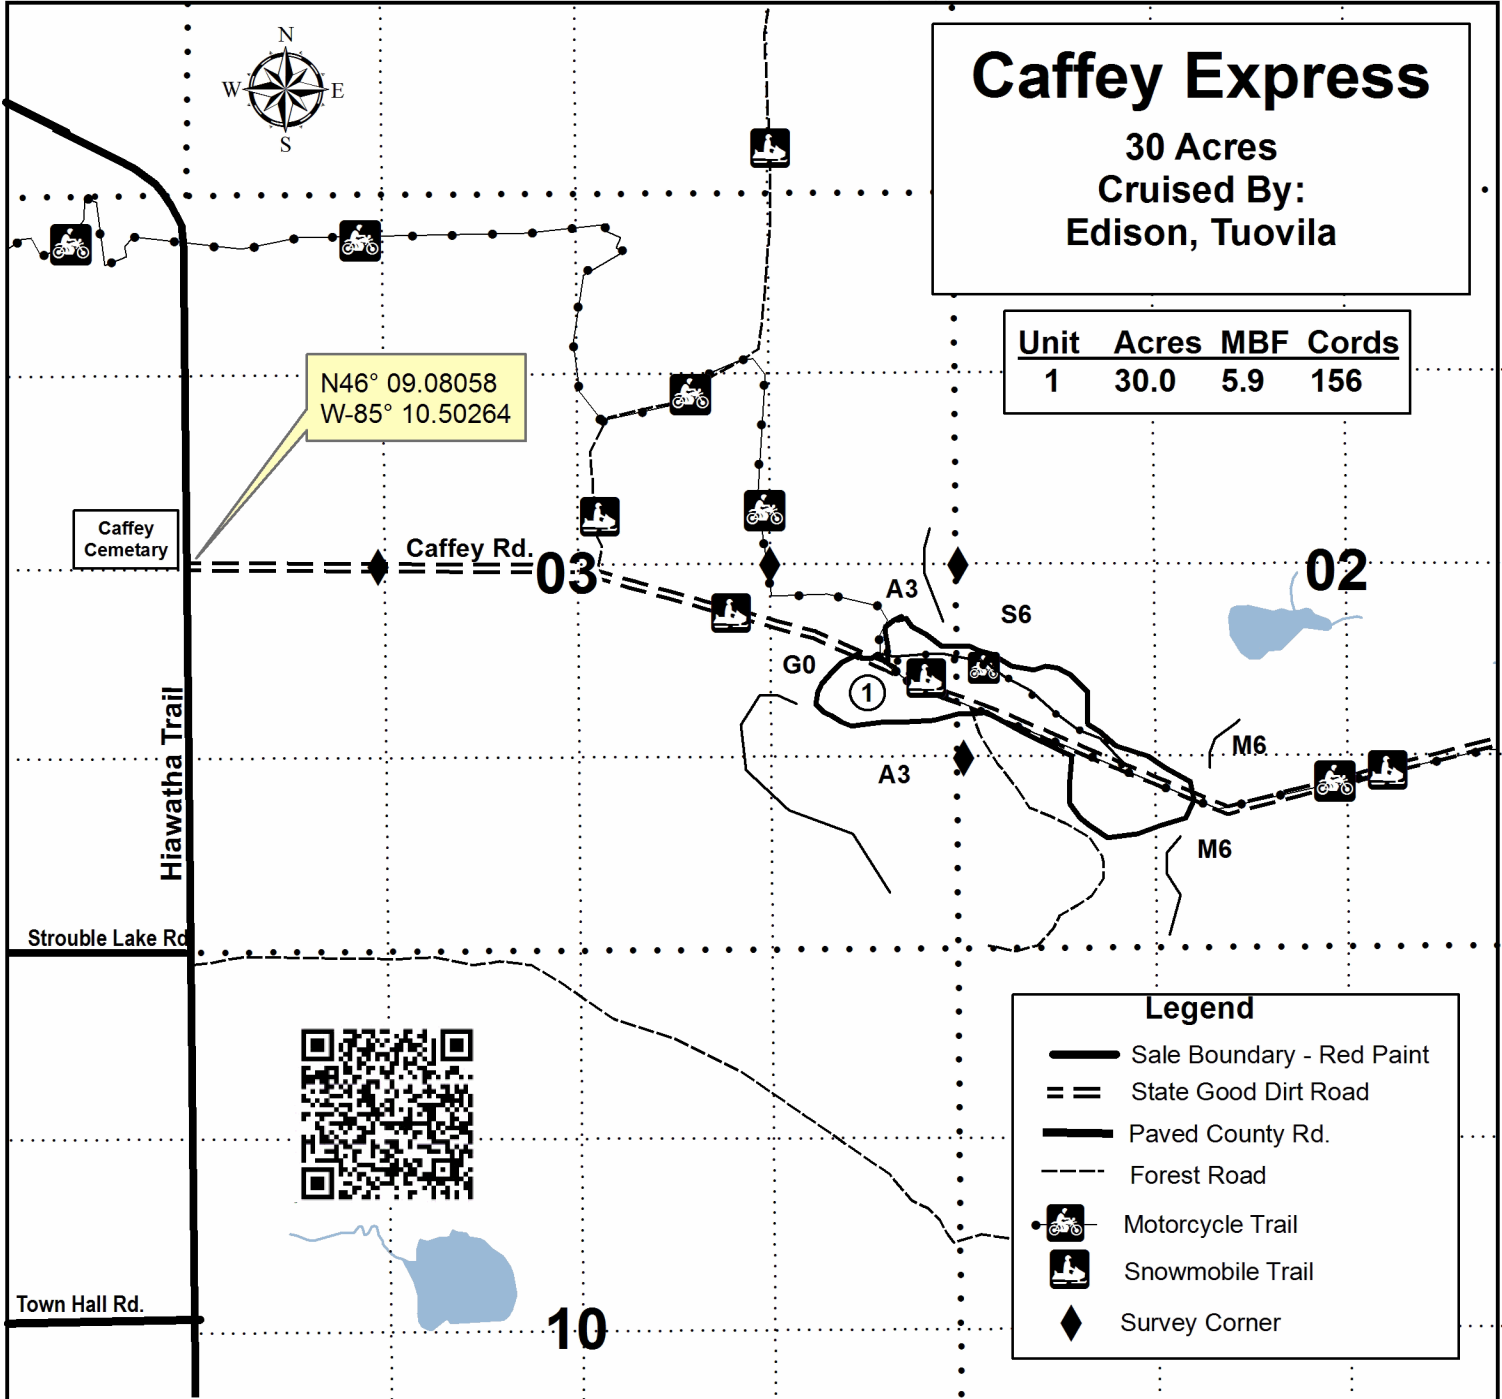 N
W
E
S
Caffey Express
30 Acres
Cruised By:
Edison, Tuovila
Unit Acres MBF Cords
1 30.0 5.9 156
N46° 09.08058
W-85° 10.50264
Caffey
Cemetary
Caffey Rd.
03
02
A3
S6
G0
1
A3
M6
M6
Hiawatha Trail
Strouble Lake Rd
Town Hall Rd.
10
Legend
Sale Boundary - Red Paint
State Good Dirt Road
Paved County Rd.
Forest Road
Motorcycle Trail
Snowmobile Trail
Survey Corner